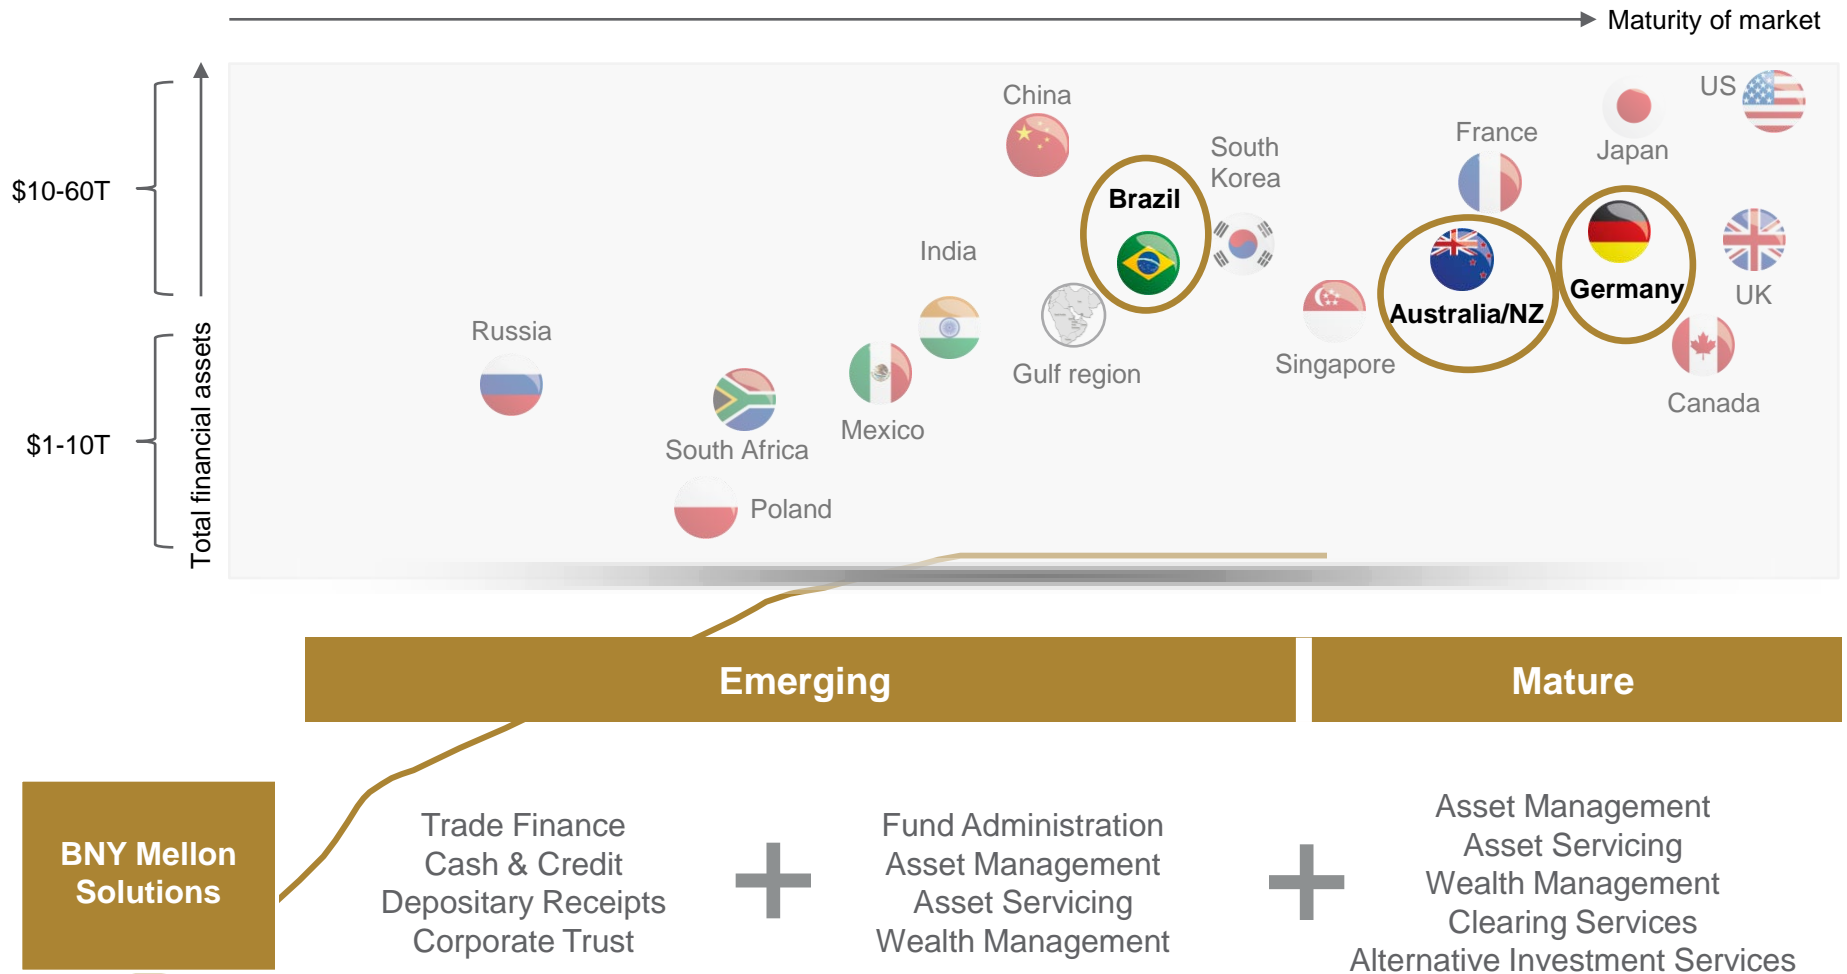 Maturity of market
US
China
France
South
Korea
Japan
$10-60T
Brazil
India
Germany
UK
Australia/NZ
Russia
Singapore
Gulf region
Canada
Mexico
$1-10T
South Africa
Poland
Total financial assets
Emerging
Mature
BNY Mellon
Solutions
Trade Finance
Cash & Credit
Depositary Receipts
Corporate Trust
Fund Administration
Asset Management
Asset Servicing
Wealth Management
Asset Management
Asset Servicing
Wealth Management
Clearing Services
Alternative Investment Services